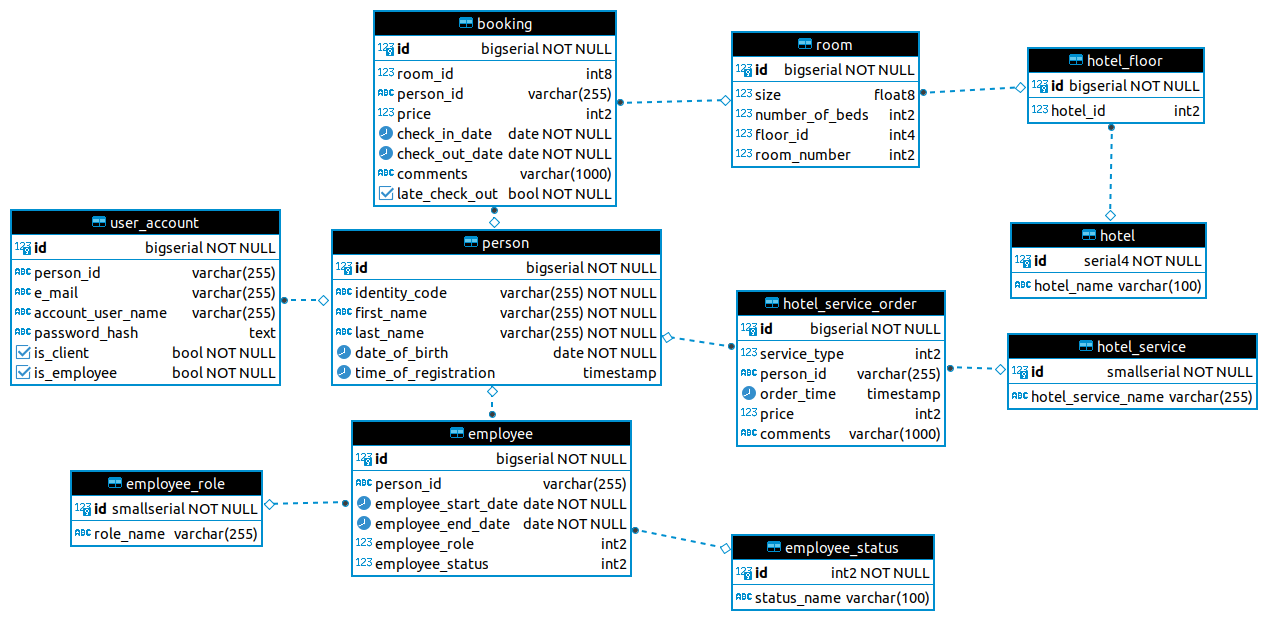 booking
id bigserial NOT NULL
room_id int8
person_id varchar(255)
price int2
check_in_date date NOT NULL
check_out_date date NOT NULL
comments varchar(1000)
late_check_out bool NOT NULL
room
id bigserial NOT NULL
size float8
number_of_beds int2
floor_id int4
room_number int2
hotel_floor
id bigserial NOT NULL
hotel_id int2
user_account
id bigserial NOT NULL
person_id varchar(255)
e_mail varchar(255)
account_user_name varchar(255)
password_hash text
is_client bool NOT NULL
is_employee bool NOT NULL
person
id bigserial NOT NULL
identity_code varchar(255) NOT NULL
first_name varchar(255) NOT NULL
last_name varchar(255) NOT NULL
date_of_birth date NOT NULL
time_of_registration timestamp
hotel
id serial4 NOT NULL
hotel_name varchar(100)
hotel_service_order
id bigserial NOT NULL
service_type int2
person_id varchar(255)
order_time timestamp
price int2
comments varchar(1000)
hotel_service
id smallserial NOT NULL
hotel_service_name varchar(255)
employee
id bigserial NOT NULL
person_id varchar(255)
employee_start_date date NOT NULL
employee_end_date date NOT NULL
employee_role int2
employee_status int2
employee_role
id smallserial NOT NULL
role_name varchar(255)
employee_status
id int2 NOT NULL
status_name varchar(100)